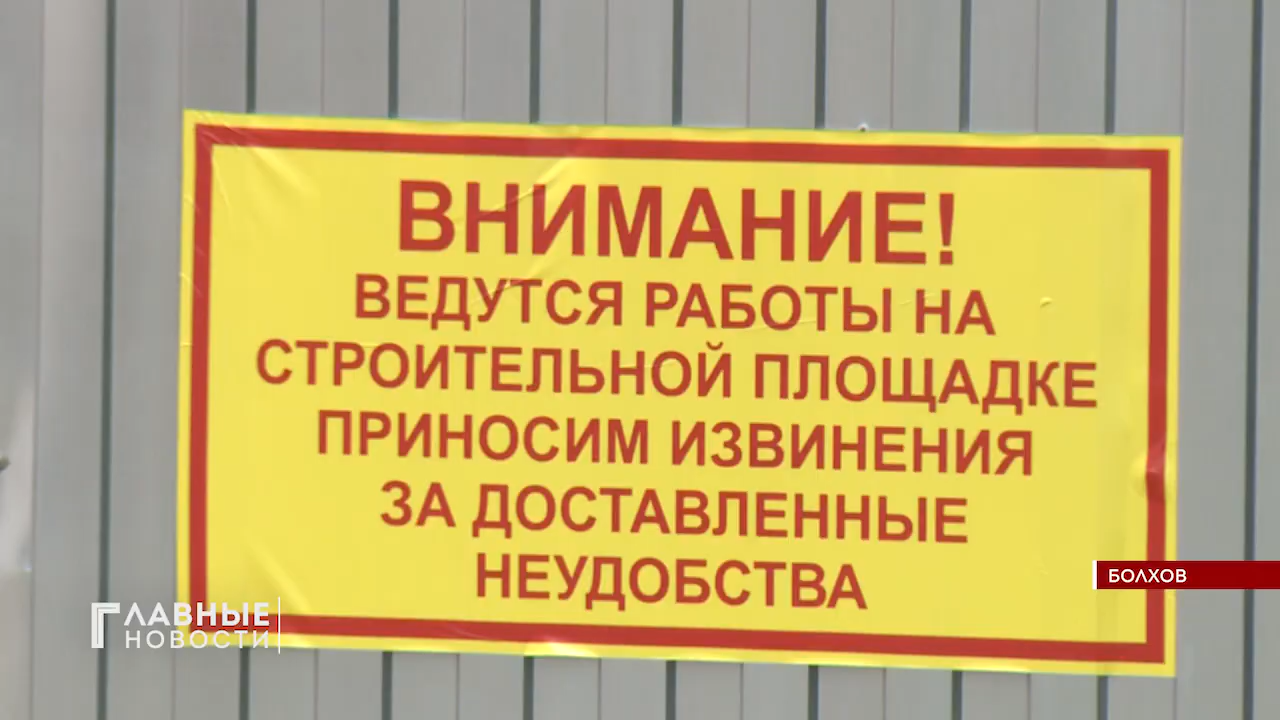 ВНИМАНИЕ!
ВЕДУТСЯ РАБОТЫ НА
СТРОИТЕЛЬНОЙ ПЛОЩАДКЕ
ПРИНОСИМ ИЗВИНЕНИЯ
ЗА ДОСТАВЛЕННЫЕ
НЕУДОБСТВА
БОЛХОВ
ГЛАВНЫЕ
НОВОСТИ